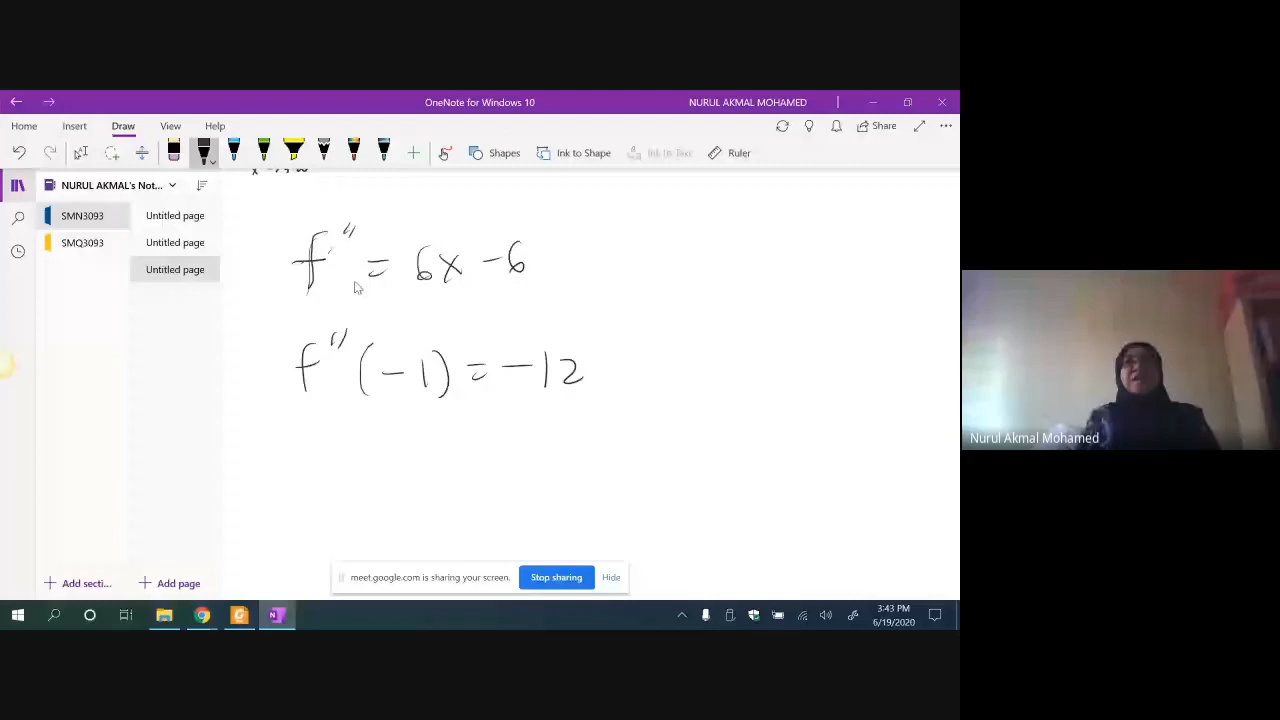 OneNote for Windows 10
NURUL AKMAL MOHAMED
Home Insert Draw View Help
Share
Shapes
Ink to Shape
Ink to Text
Ruler
NURUL AKMAL's Not...
SMN3093
SMQ3093
Untitled page
Untitled page
Untitled page
f'' = 6x - 6
f'' (-1) = -12
Nurul Akmal Mohamed
meet.google.com is sharing your screen.
Stop sharing
Hide
Add secti...
Add page
3:43 PM
6/19/2020